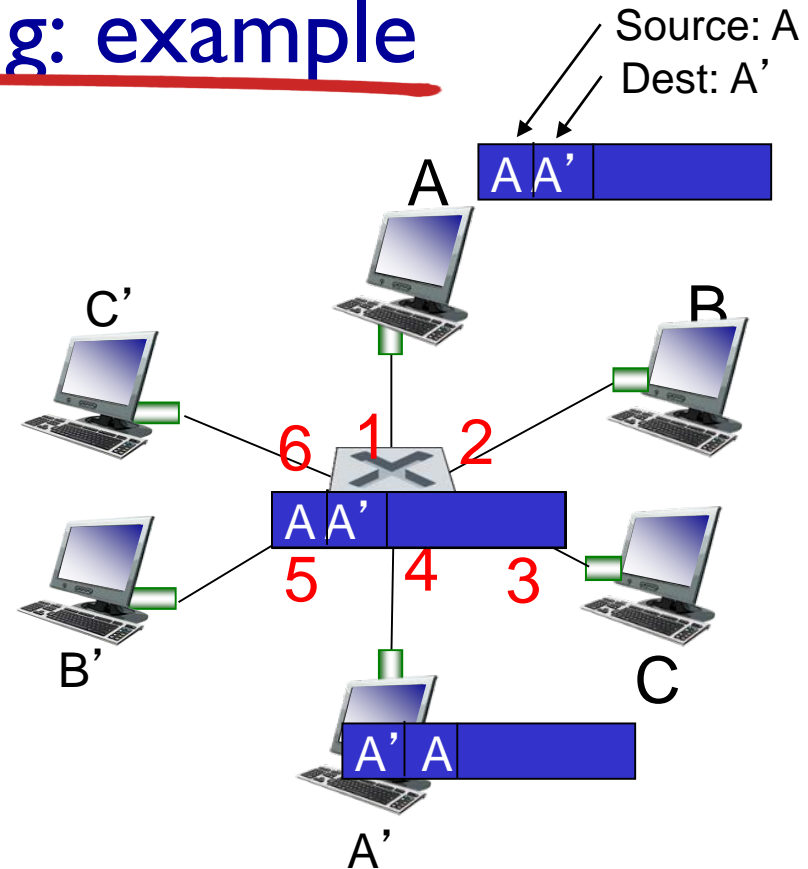 g: example
Source: A
Dest: A’
A A’
A
C’
B
6 1 2
A A’
5 4 3
B’
C
A’ A
A’